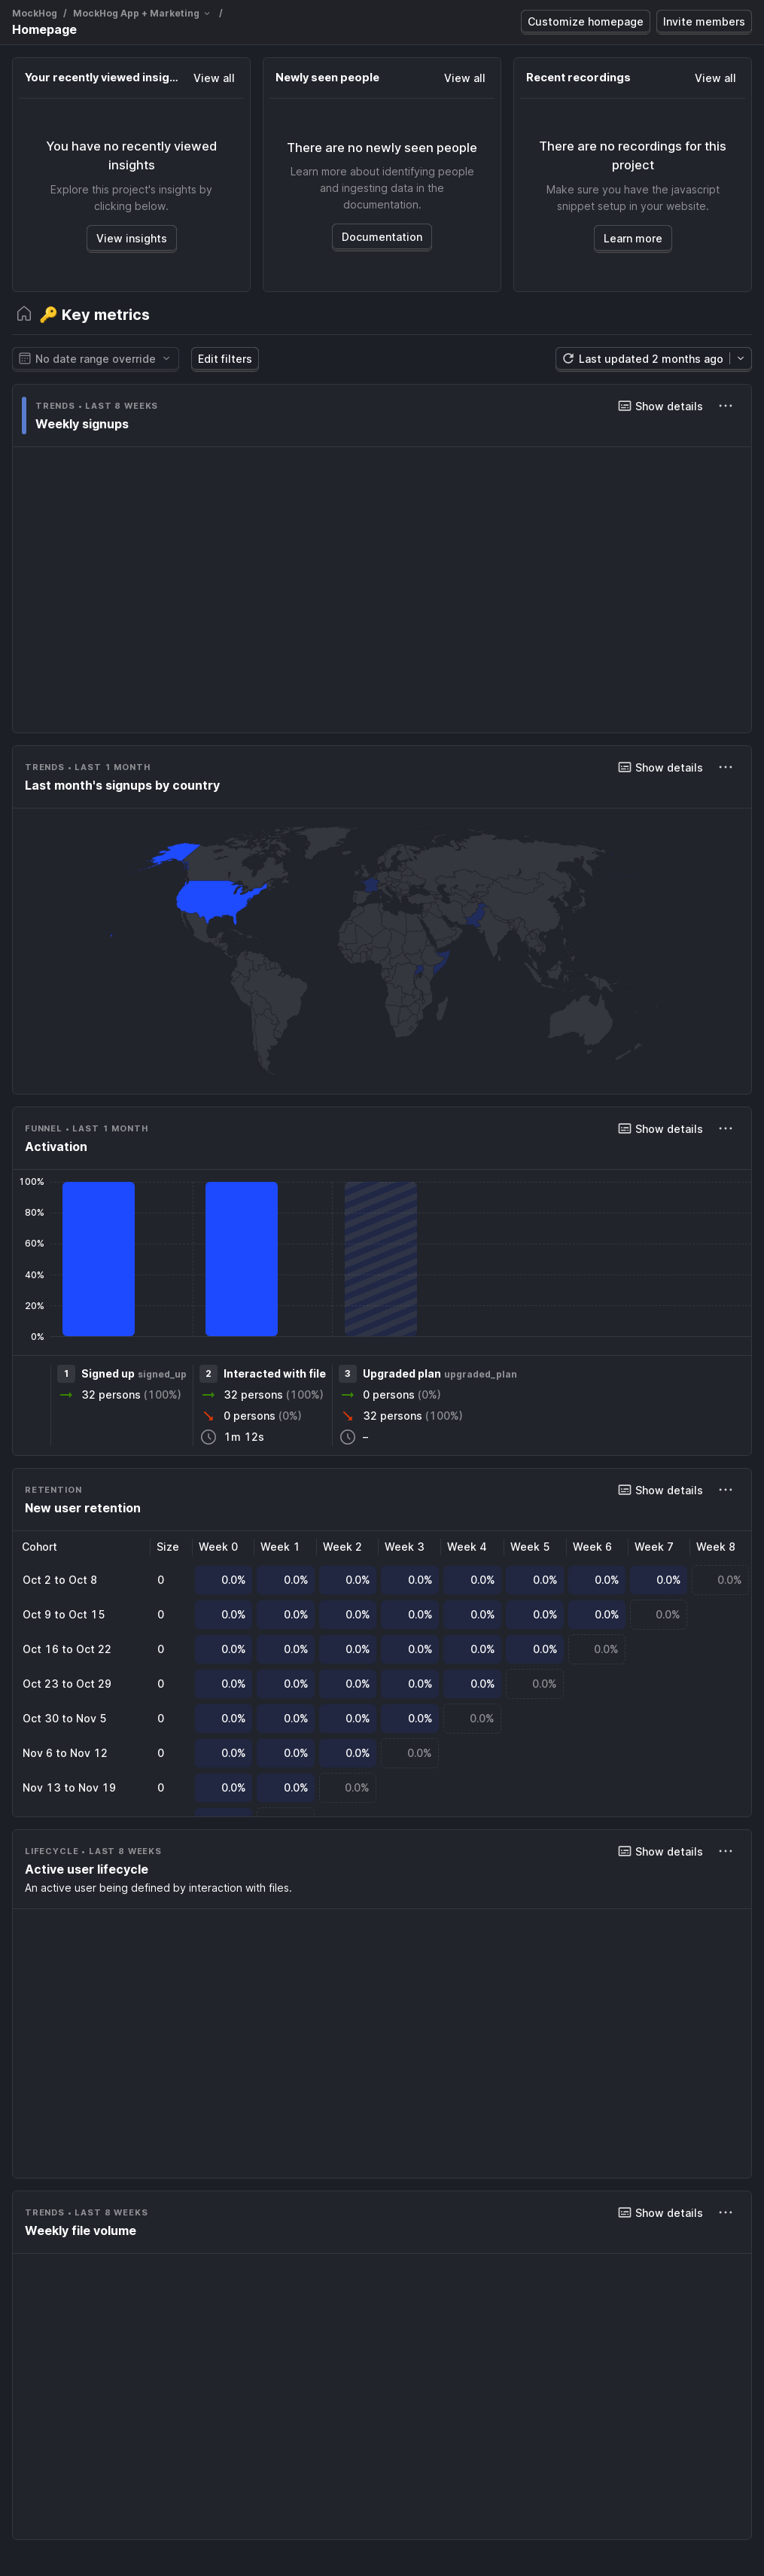 MockHog / MockHog App + Marketing /
Homepage
Customize homepage
Invite members
Your recently viewed insig...
View all
You have no recently viewed
insights
Explore this project's insights by
clicking below.
View insights
Newly seen people
View all
There are no newly seen people
Learn more about identifying people
and ingesting data in the
documentation.
Documentation
Recent recordings
View all
There are no recordings for this
project
Make sure you have the javascript
snippet setup in your website.
Learn more
🔑 Key metrics
No date range override
Edit filters
Last updated 2 months ago
TRENDS • LAST 8 WEEKS
Show details
Weekly signups
TRENDS • LAST 1 MONTH
Show details
Last month's signups by country
FUNNEL • LAST 1 MONTH
Show details
Activation
100%
80%
60%
40%
20%
0%
1 Signed up signed_up
32 persons (100%)
2 Interacted with file
32 persons (100%)
0 persons (0%)
1m 12s
3 Upgraded plan upgraded_plan
0 persons (0%)
32 persons (100%)
–
RETENTION
Show details
New user retention
Cohort Size Week 0 Week 1 Week 2 Week 3 Week 4 Week 5 Week 6 Week 7 Week 8
Oct 2 to Oct 8 0 0.0% 0.0% 0.0% 0.0% 0.0% 0.0% 0.0% 0.0% 0.0%
Oct 9 to Oct 15 0 0.0% 0.0% 0.0% 0.0% 0.0% 0.0% 0.0% 0.0%
Oct 16 to Oct 22 0 0.0% 0.0% 0.0% 0.0% 0.0% 0.0% 0.0%
Oct 23 to Oct 29 0 0.0% 0.0% 0.0% 0.0% 0.0% 0.0%
Oct 30 to Nov 5 0 0.0% 0.0% 0.0% 0.0% 0.0%
Nov 6 to Nov 12 0 0.0% 0.0% 0.0% 0.0%
Nov 13 to Nov 19 0 0.0% 0.0% 0.0%
LIFECYCLE • LAST 8 WEEKS
Show details
Active user lifecycle
An active user being defined by interaction with files.
TRENDS • LAST 8 WEEKS
Show details
Weekly file volume